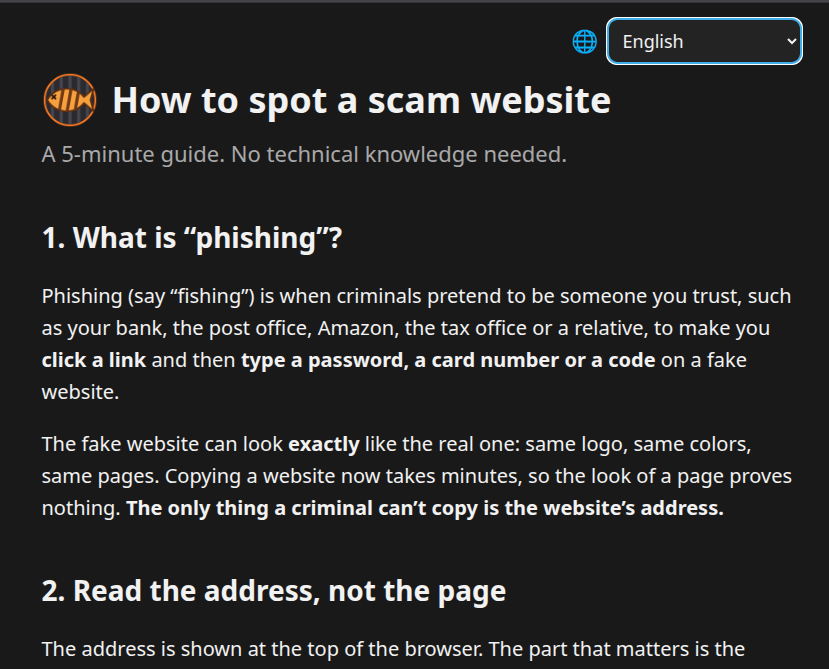 English
How to spot a scam website
A 5-minute guide. No technical knowledge needed.
1. What is “phishing”?
Phishing (say “fishing”) is when criminals pretend to be someone you trust, such
as your bank, the post office, Amazon, the tax office or a relative, to make you
click a link and then type a password, a card number or a code on a fake
website.
The fake website can look exactly like the real one: same logo, same colors,
same pages. Copying a website now takes minutes, so the look of a page proves
nothing. The only thing a criminal can’t copy is the website’s address.
2. Read the address, not the page
The address is shown at the top of the browser. The part that matters is the